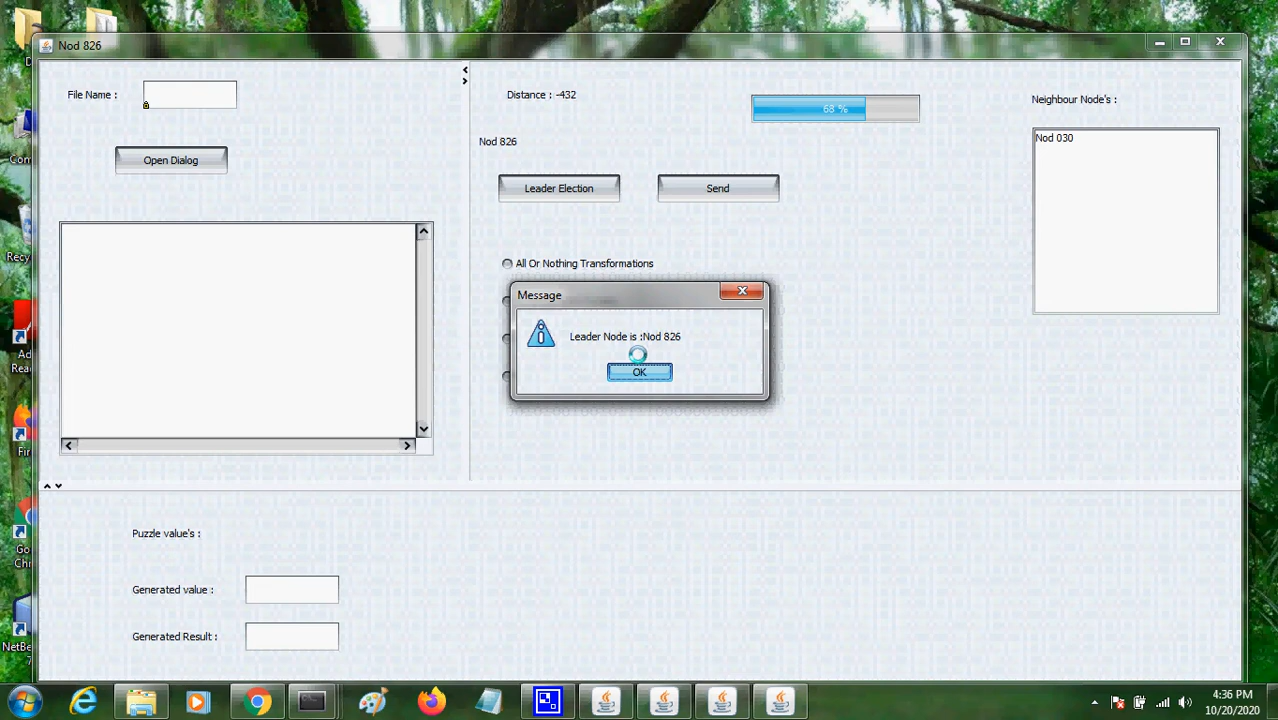 Nod 826
File Name :
Distance : -432
68 %
Neighbour Node's :
Nod 030
Nod 826
Open Dialog
Leader Election
Send
All Or Nothing Transformations
Message
Leader Node is :Nod 826
OK
Puzzle value's :
Generated value :
Generated Result :
4:36 PM
10/20/2020